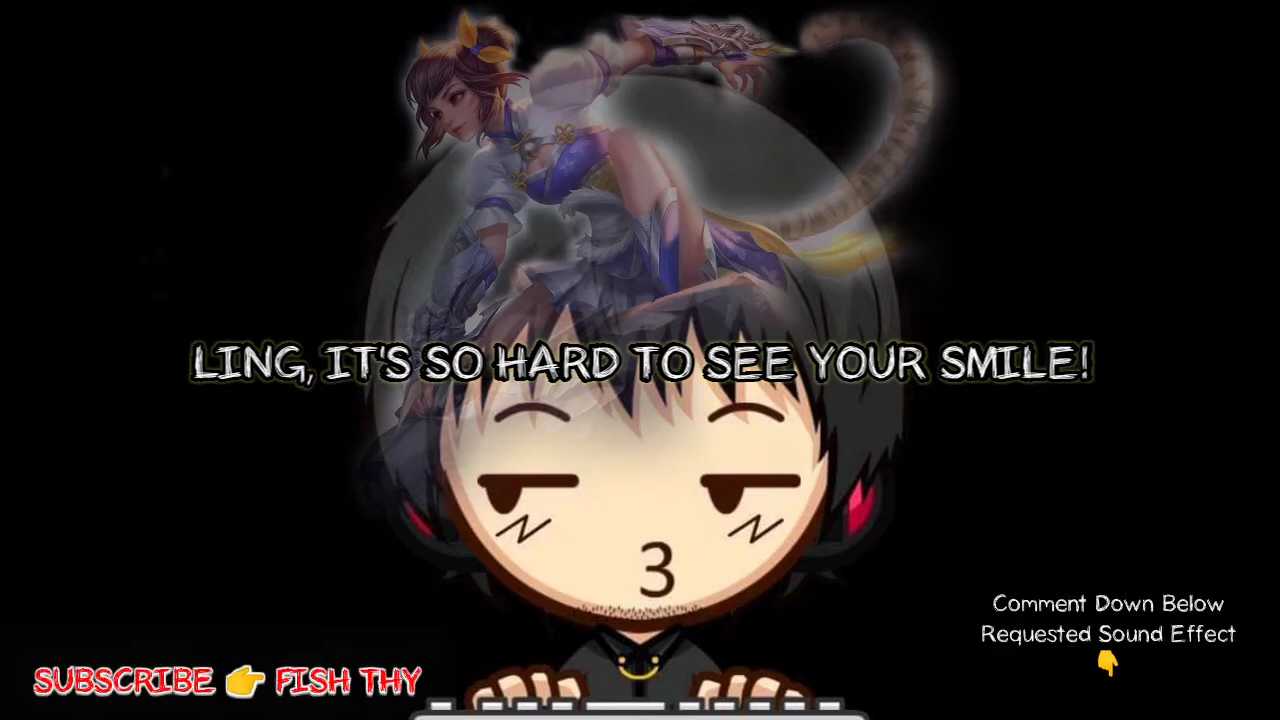 LING, IT'S SO HARD TO SEE YOUR SMILE!
Comment Down Below
Requested Sound Effect
👇
SUBSCRIBE 👉 FISH THY